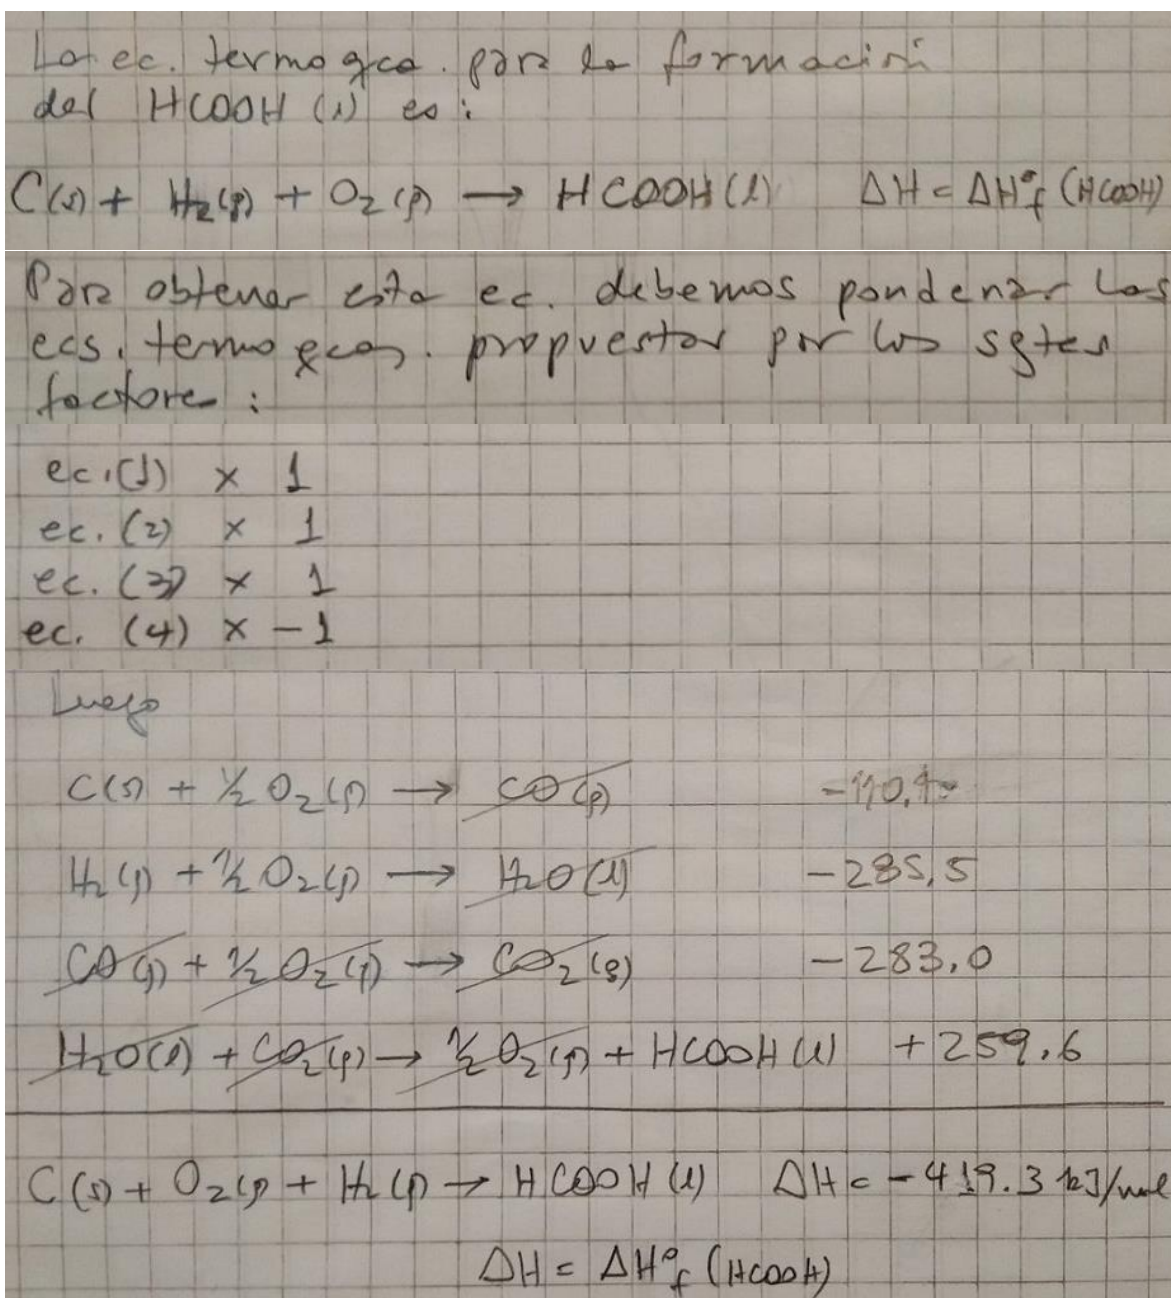 La ec. termoqca. para la formación
del HCOOH (l) es:
C(s) + H₂(g) + O₂(g) → HCOOH(l) ΔH = ΔH°f (HCOOH)
Para obtener esta ec. debemos ponderar las
ecs. termoqcas. propuestas por los sgtes
factores:
ec. (1) x 1
ec. (2) x 1
ec. (3) x 1
ec. (4) x -1
Luego
C(s) + ½ O₂(g) → CO(g)
H₂(g) + ½ O₂(g) → H₂O(l) -285,5
CO(g) + ½ O₂(g) → CO₂(g) -283,0
H₂O(l) + CO₂(g) → ½ O₂(g) + HCOOH(l) +259.6
C(s) + O₂(g) + H₂(g) → HCOOH(l) ΔH = -419.3 kJ/mol
ΔH = ΔH°f (HCOOH)